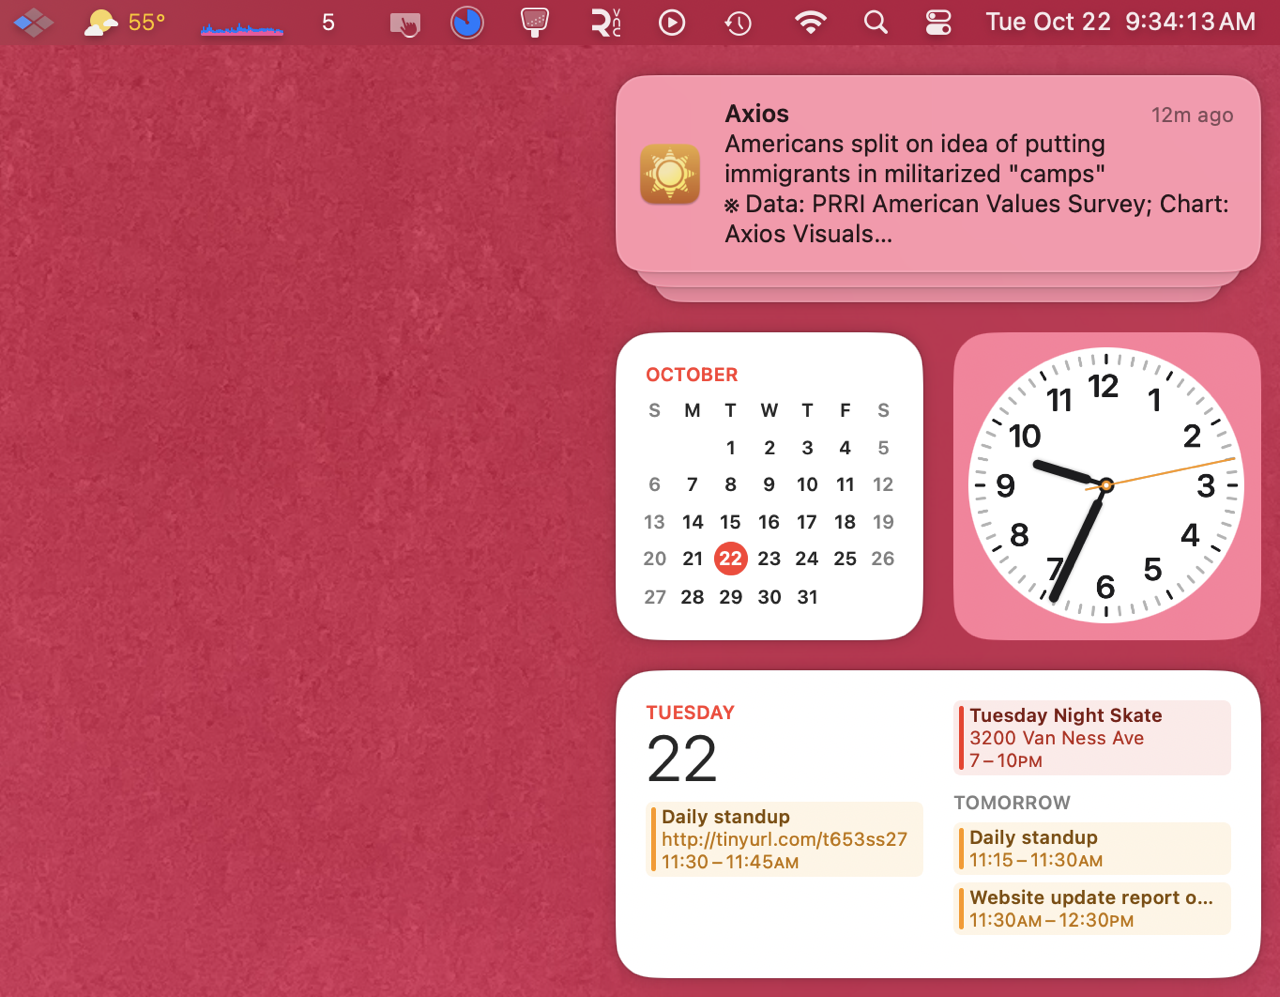 55°
5
RVNC
Tue Oct 22 9:34:13 AM
Axios
12m ago
Americans split on idea of putting
immigrants in militarized "camps"
※ Data: PRRI American Values Survey; Chart:
Axios Visuals...
OCTOBER
S M T W T F S
1 2 3 4 5
6 7 8 9 10 11 12
13 14 15 16 17 18 19
20 21 22 23 24 25 26
27 28 29 30 31
12
1
2
3
4
5
6
7
8
9
10
11
TUESDAY
22
Daily standup
http://tinyurl.com/t653ss27
11:30 – 11:45AM
Tuesday Night Skate
3200 Van Ness Ave
7 – 10PM
TOMORROW
Daily standup
11:15 – 11:30AM
Website update report o...
11:30AM – 12:30PM